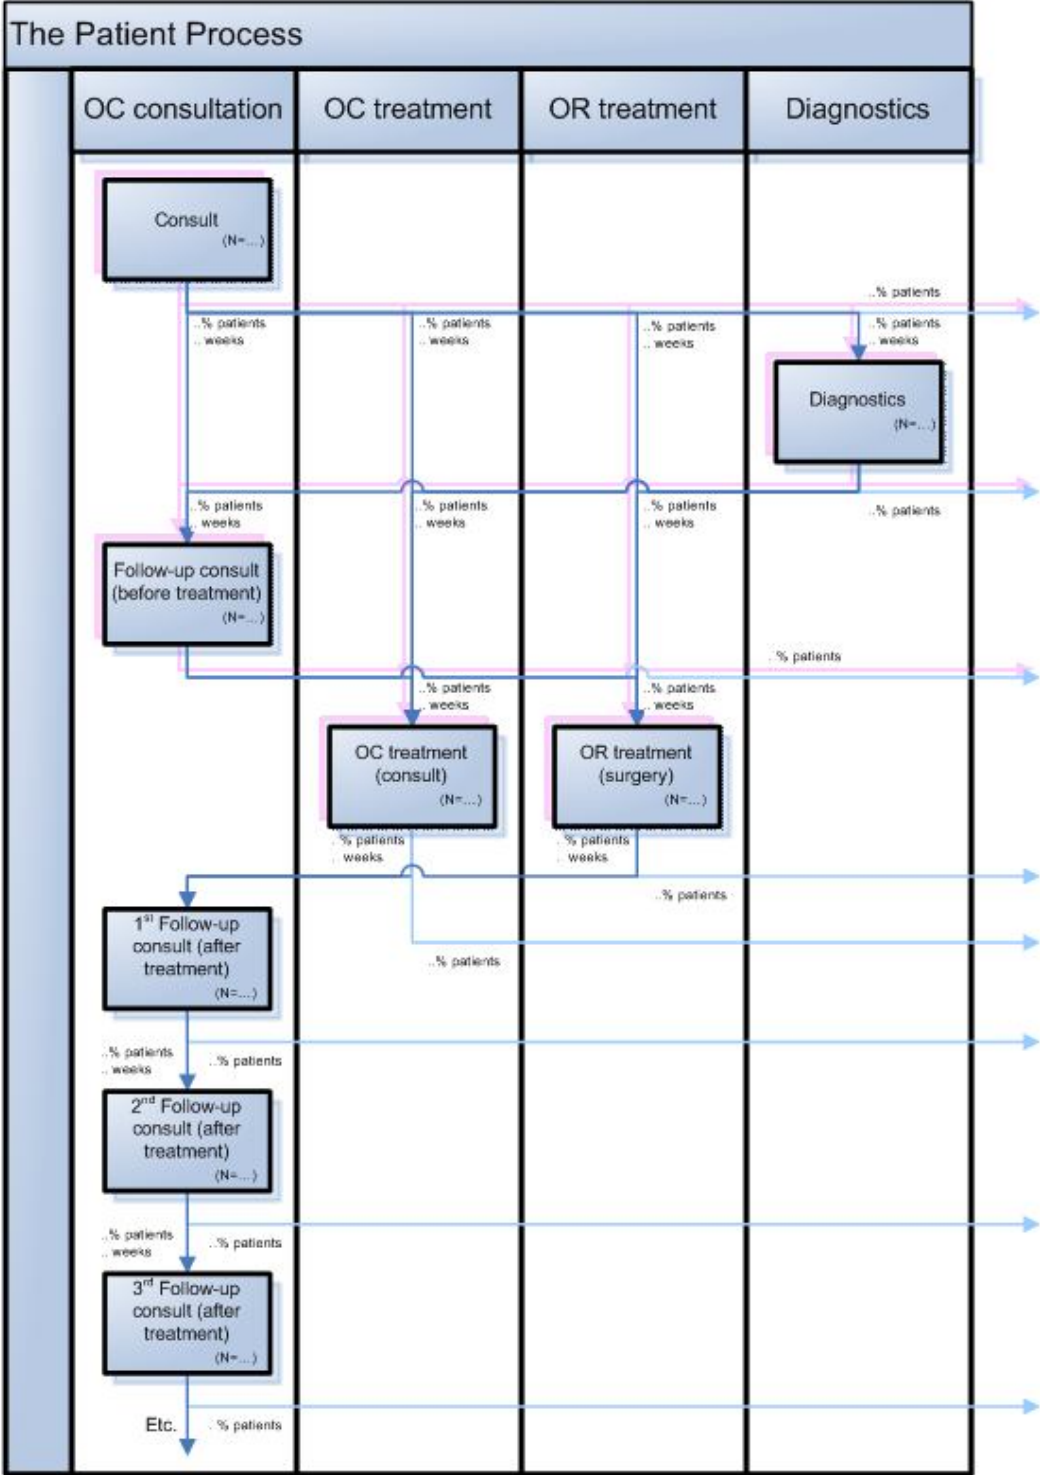 The Patient Process
OC consultation
OC treatment
OR treatment
Diagnostics
Consult
(N=...)
..% patients
..% patients
.. weeks
..% patients
.. weeks
..% patients
.. weeks
..% patients
.. weeks
Diagnostics
(N=...)
..% patients
.. weeks
..% patients
.. weeks
..% patients
.. weeks
..% patients
Follow-up consult
(before treatment)
(N=...)
..% patients
..% patients
.. weeks
..% patients
.. weeks
OC treatment
(consult)
(N=...)
OR treatment
(surgery)
(N=...)
..% patients
.. weeks
..% patients
.. weeks
..% patients
1st Follow-up
consult (after
treatment)
(N=...)
..% patients
..% patients
.. weeks
..% patients
2nd Follow-up
consult (after
treatment)
(N=...)
..% patients
.. weeks
..% patients
3rd Follow-up
consult (after
treatment)
(N=...)
Etc.
..% patients